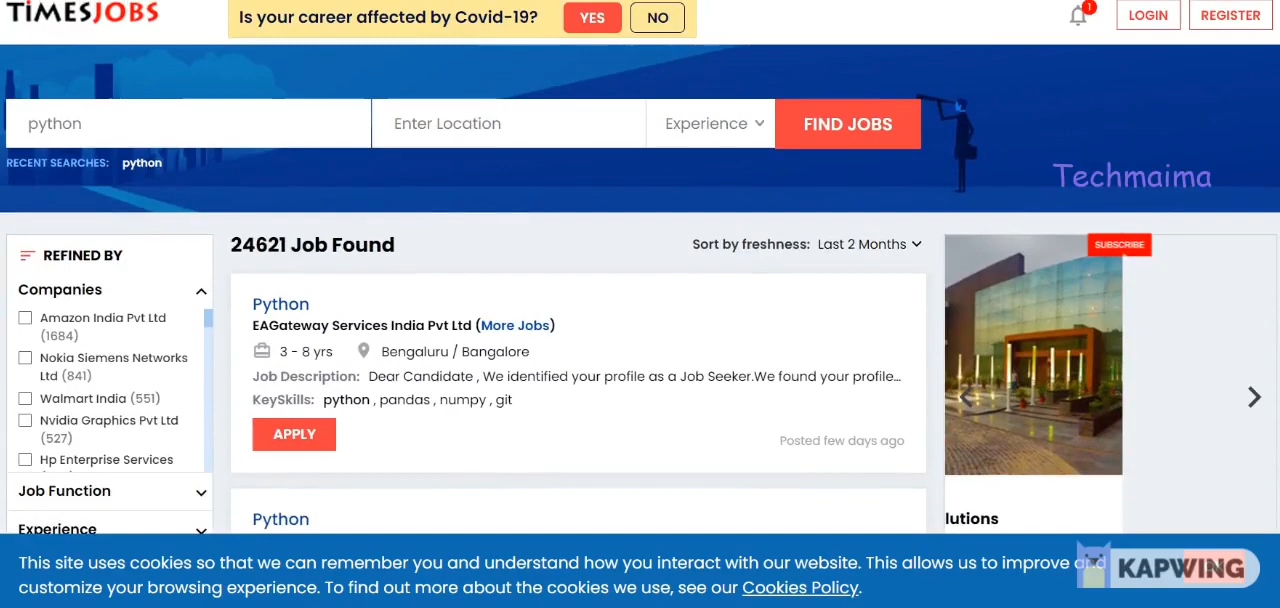 TIMESJOBS
Is your career affected by Covid-19?
YES
NO
1
LOGIN
REGISTER
python
Enter Location
Experience
FIND JOBS
RECENT SEARCHES: python
Techmaima
REFINED BY
Companies
Amazon India Pvt Ltd
(1684)
Nokia Siemens Networks
Ltd (841)
Walmart India (551)
Nvidia Graphics Pvt Ltd
(527)
Hp Enterprise Services
Job Function
Experience
24621 Job Found
Sort by freshness: Last 2 Months
Python
EAGateway Services India Pvt Ltd (More Jobs)
3 - 8 yrs
Bengaluru / Bangalore
Job Description: Dear Candidate , We identified your profile as a Job Seeker.We found your profile...
KeySkills: python , pandas , numpy , git
APPLY
Posted few days ago
Python
SUBSCRIBE
lutions
This site uses cookies so that we can remember you and understand how you interact with our website. This allows us to improve and
customize your browsing experience. To find out more about the cookies we use, see our Cookies Policy.
KAPWING